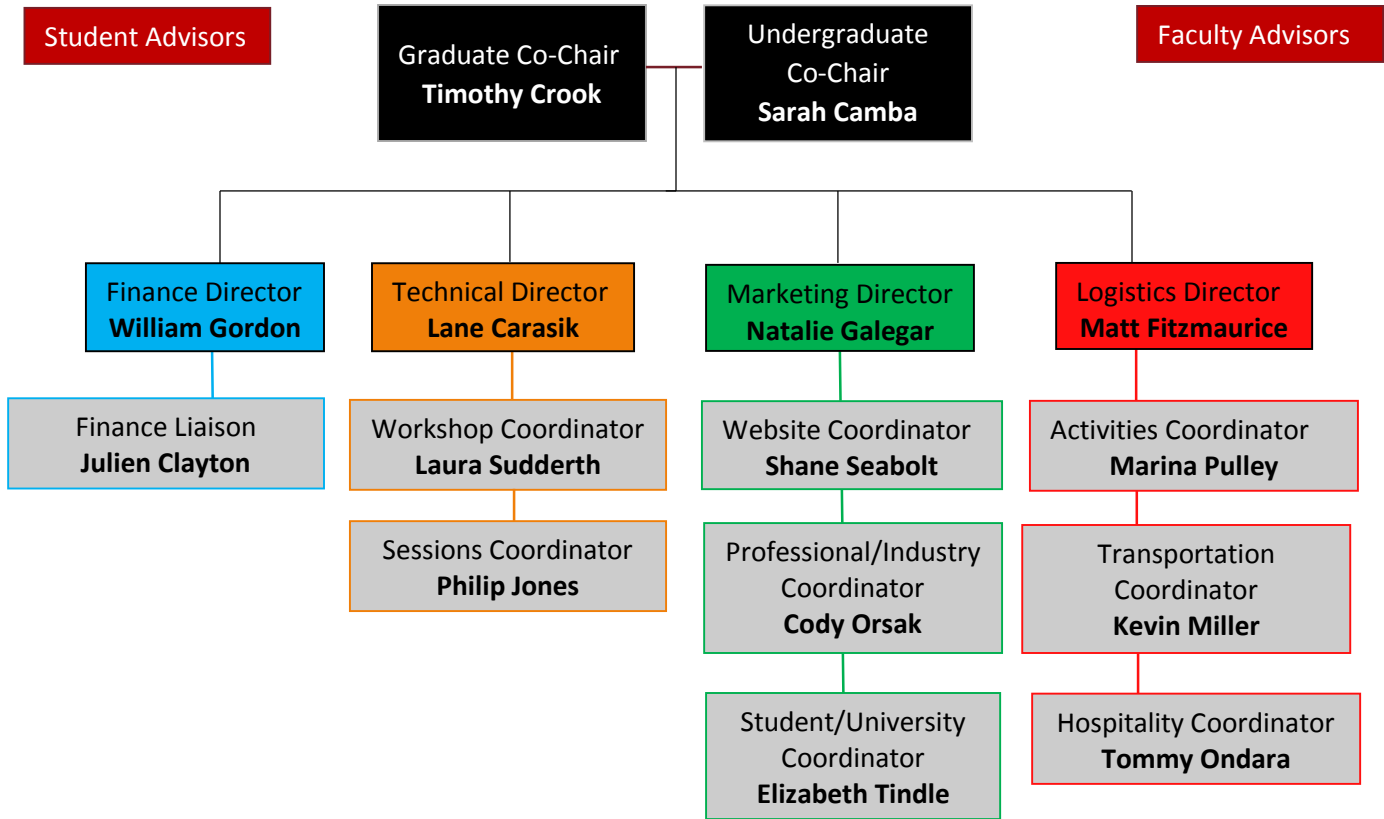 Student Advisors
Graduate Co-Chair
Timothy Crook
Undergraduate
Co-Chair
Sarah Camba
Faculty Advisors
Finance Director
William Gordon
Technical Director
Lane Carasik
Marketing Director
Natalie Galegar
Logistics Director
Matt Fitzmaurice
Finance Liaison
Julien Clayton
Workshop Coordinator
Laura Sudderth
Website Coordinator
Shane Seabolt
Activities Coordinator
Marina Pulley
Sessions Coordinator
Philip Jones
Professional/Industry
Coordinator
Cody Orsak
Transportation
Coordinator
Kevin Miller
Student/University
Coordinator
Elizabeth Tindle
Hospitality Coordinator
Tommy Ondara